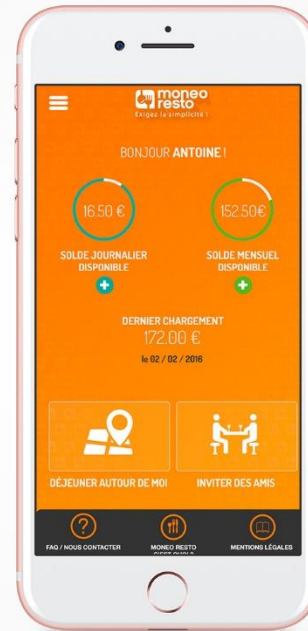 moneo
resto
Exigez la simplicité !
BONJOUR ANTOINE !
16.50 €
152.50€
SOLDE JOURNALIER
DISPONIBLE
SOLDE MENSUEL
DISPONIBLE
DERNIER CHARGEMENT
172.00 €
le 02 / 02 / 2016
DÉJEUNER AUTOUR DE MOI
INVITER DES AMIS
FAQ / NOUS CONTACTER
MONEO RESTO
C'EST QUOI ?
MENTIONS LÉGALES